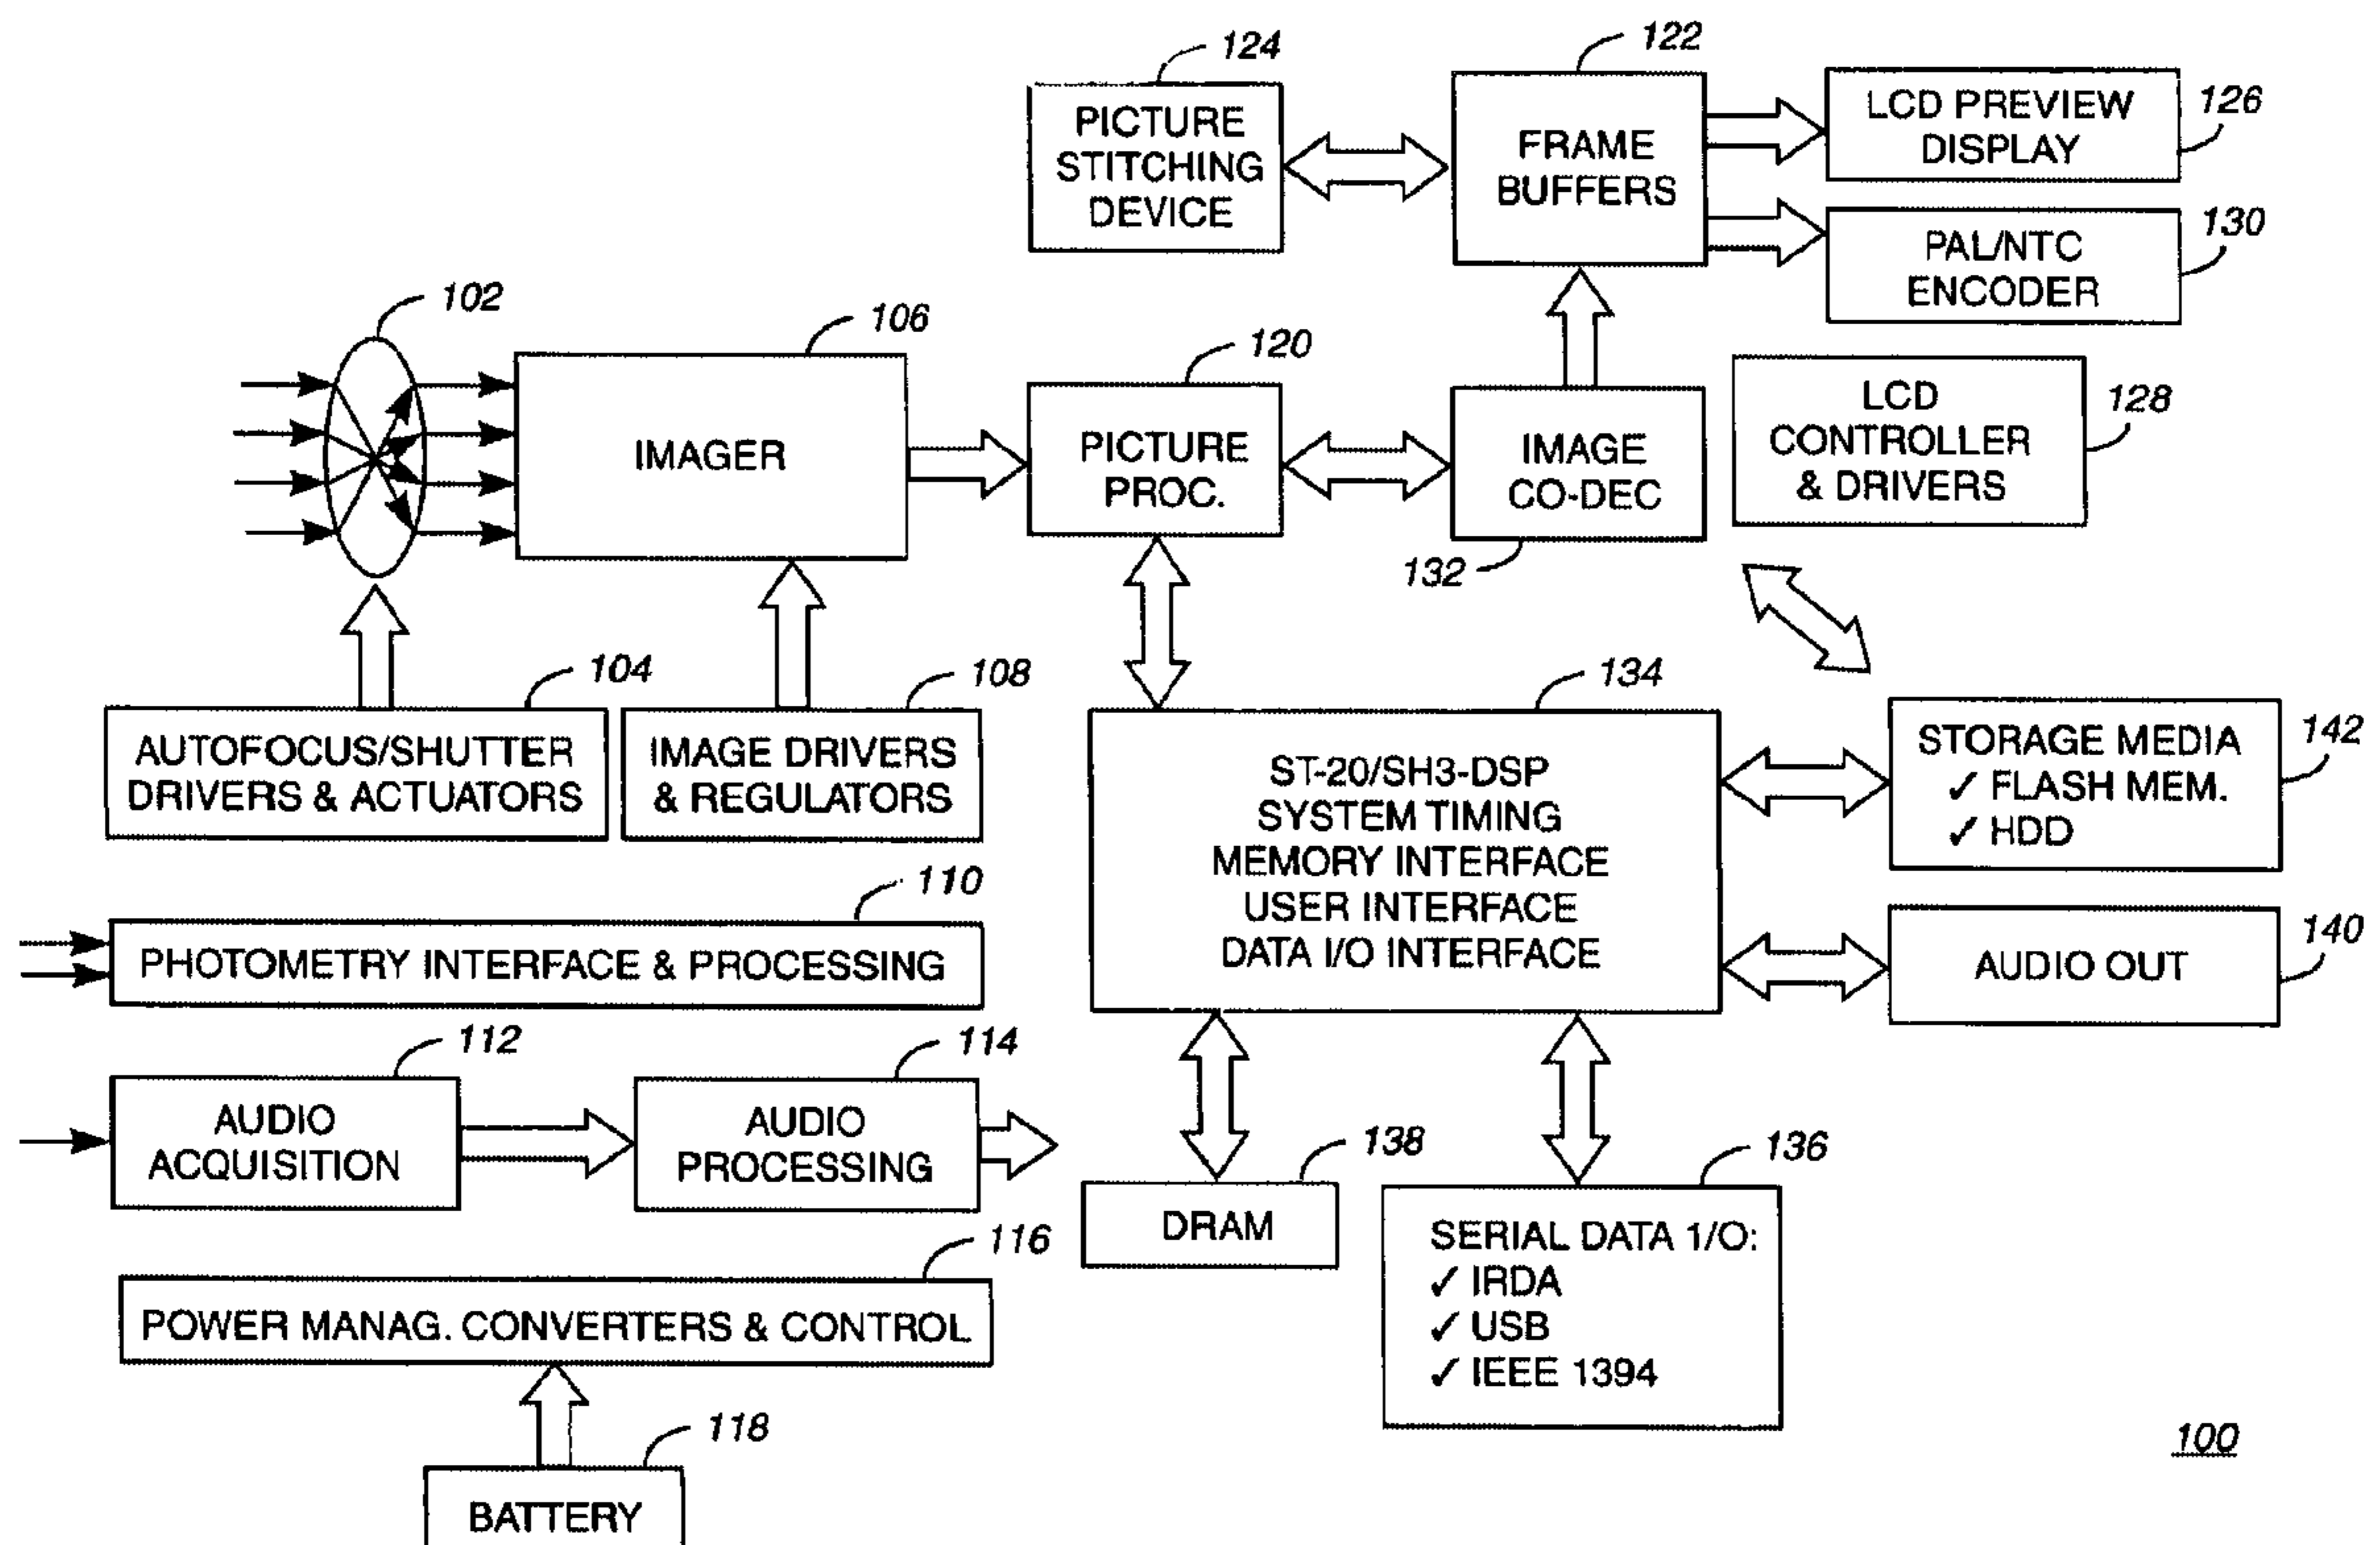 124
PICTURE
STITCHING
DEVICE
122
FRAME
BUFFERS
LCD PREVIEW
DISPLAY
126
PAL/NTC
ENCODER
130
102
106
IMAGER
120
PICTURE
PROC.
IMAGE
CO-DEC
132
LCD
CONTROLLER
& DRIVERS
128
104
AUTOFOCUS/SHUTTER
DRIVERS & ACTUATORS
108
IMAGE DRIVERS
& REGULATORS
134
ST-20/SH3-DSP
SYSTEM TIMING
MEMORY INTERFACE
USER INTERFACE
DATA I/O INTERFACE
STORAGE MEDIA
✓ FLASH MEM.
✓ HDD
142
110
PHOTOMETRY INTERFACE & PROCESSING
AUDIO OUT
140
112
AUDIO
ACQUISITION
114
AUDIO
PROCESSING
138
DRAM
136
SERIAL DATA 1/O:
✓ IRDA
✓ USB
✓ IEEE 1394
116
POWER MANAG. CONVERTERS & CONTROL
118
BATTERY
100